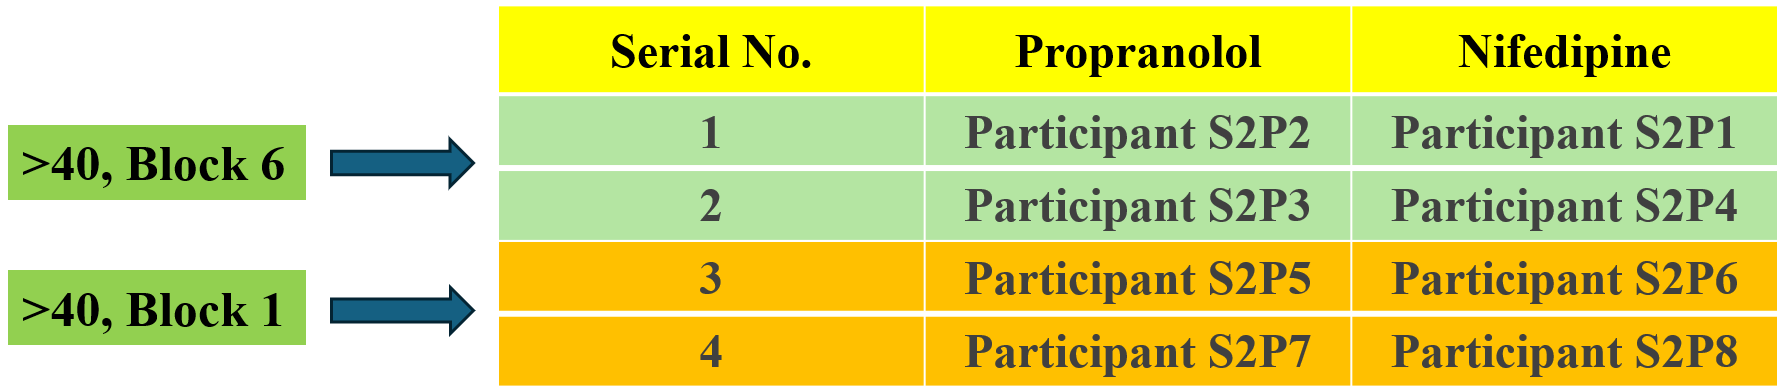 Serial No. Propranolol Nifedipine
>40, Block 6
1 Participant S2P2 Participant S2P1
2 Participant S2P3 Participant S2P4
>40, Block 1
3 Participant S2P5 Participant S2P6
4 Participant S2P7 Participant S2P8